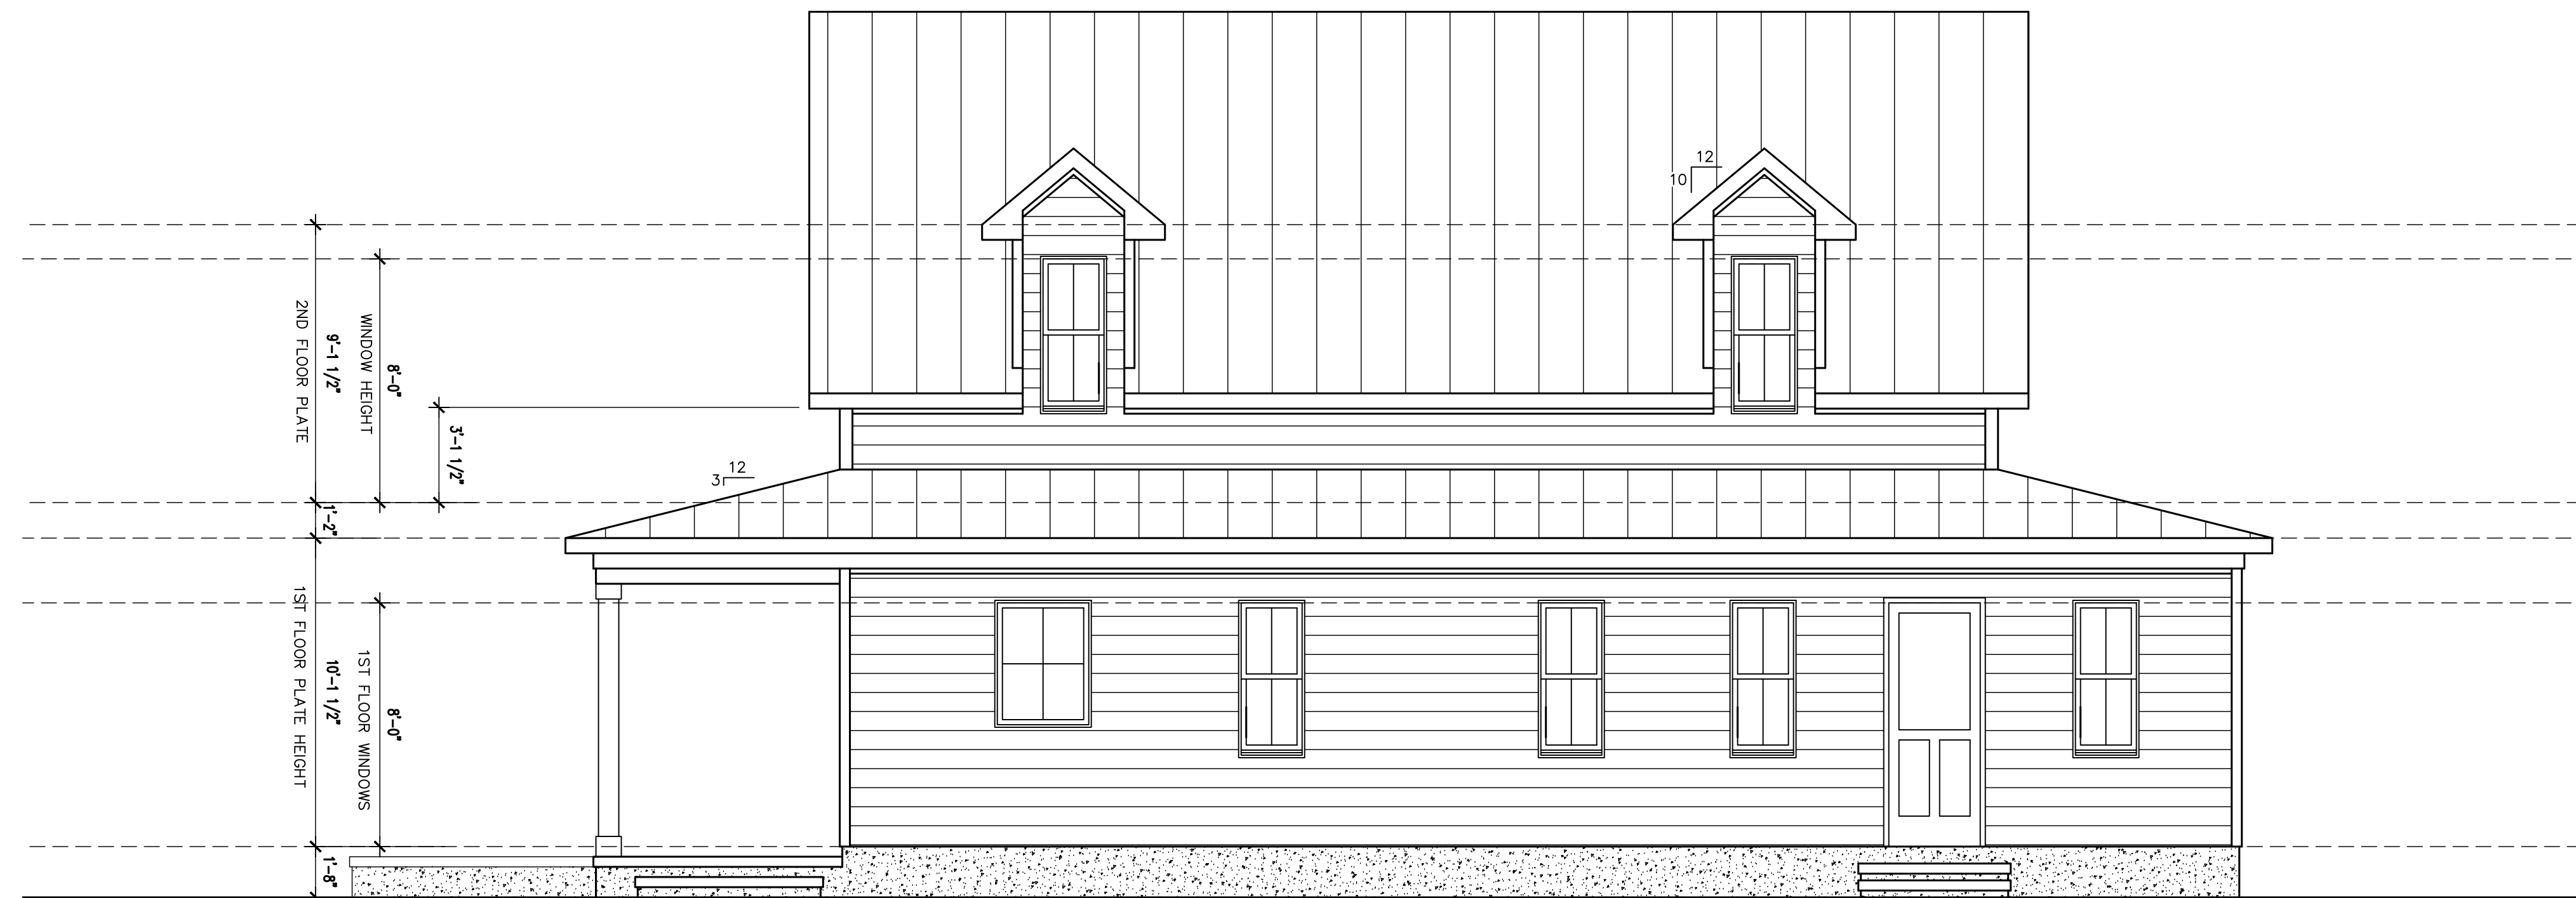 12
10
2ND FLOOR PLATE
9'-1 1/2"
WINDOW HEIGHT
8'-0"
3'-1 1/2"
12
3
1'-2"
1ST FLOOR PLATE HEIGHT
10'-1 1/2"
1ST FLOOR WINDOWS
8'-0"
1'-8"